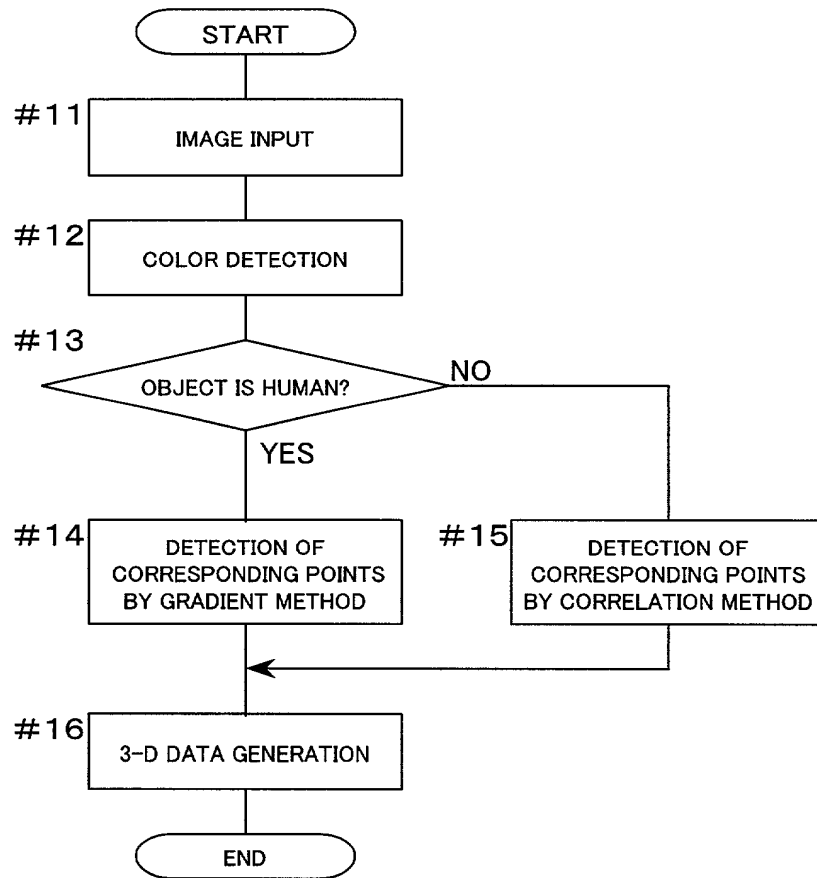 START
#11
IMAGE INPUT
#12
COLOR DETECTION
#13
OBJECT IS HUMAN?
NO
YES
#14
DETECTION OF
CORRESPONDING POINTS
BY GRADIENT METHOD
#15
DETECTION OF
CORRESPONDING POINTS
BY CORRELATION METHOD
#16
3-D DATA GENERATION
END